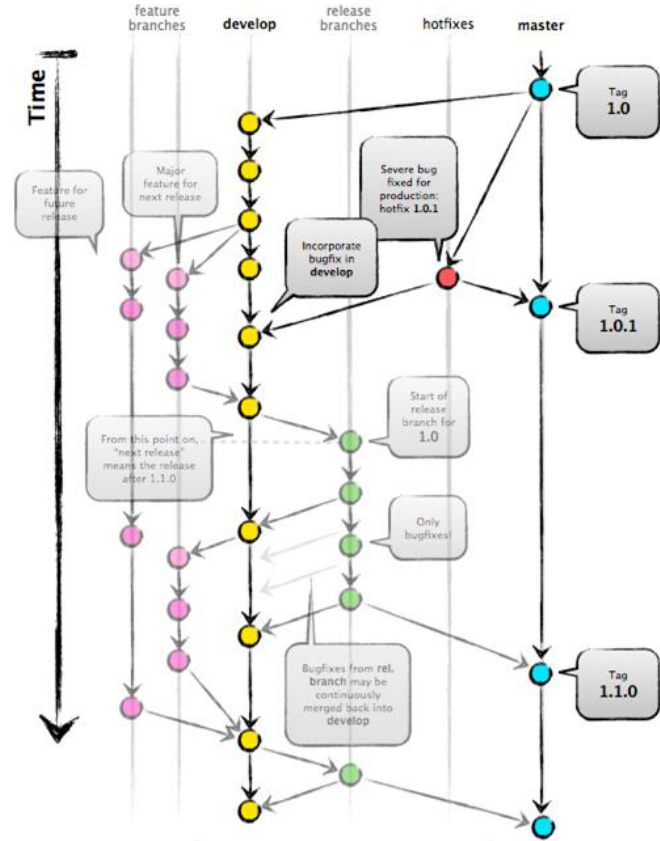 feature
branches
develop
release
branches
hotfixes
master
Time
Tag
1.0
Major
feature for
next release
Feature for
future
release
Severe bug
fixed for
production:
hotfix 1.0.1
Incorporate
bugfix in
develop
Tag
1.0.1
Start of
release
branch for
1.0
From this point on,
"next release"
means the release
after 1.1.0
Only
bugfixes!
Tag
1.1.0
Bugfixes from rel.
branch may be
continuously
merged back into
develop